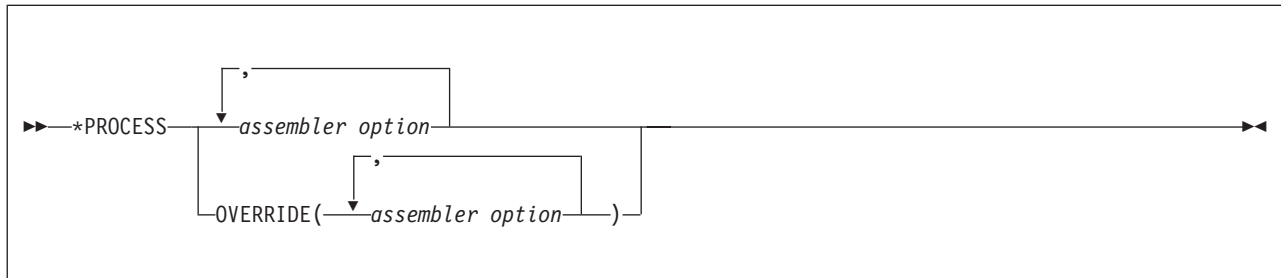 ,
*PROCESS assembler option
,
OVERRIDE( assembler option )